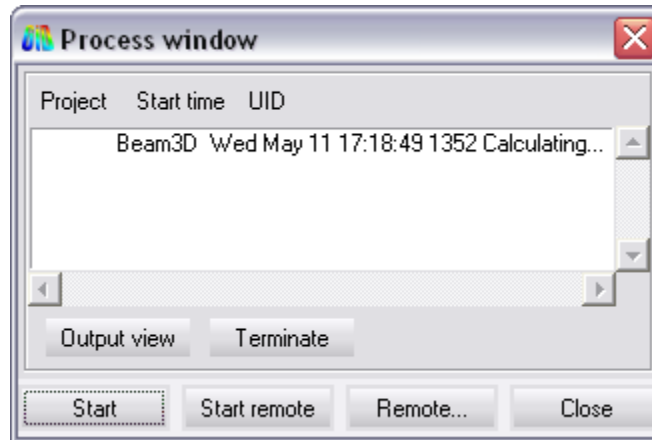 Process window
Project Start time UID
Beam3D Wed May 11 17:18:49 1352 Calculating...
Output view Terminate
Start Start remote Remote... Close